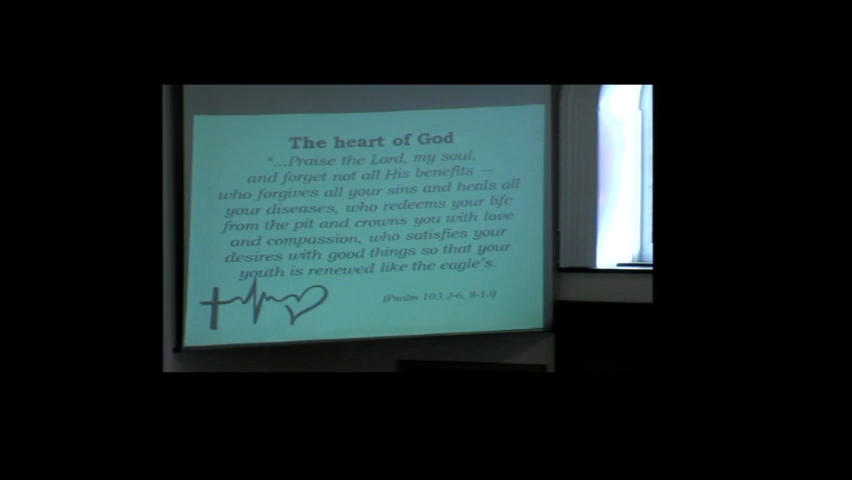 The heart of God
"...Praise the Lord, my soul,
and forget not all His benefits —
who forgives all your sins and heals all
your diseases, who redeems your life
from the pit and crowns you with love
and compassion, who satisfies your
desires with good things so that your
youth is renewed like the eagle's.
(Psalm 103:2-6, 8-13)